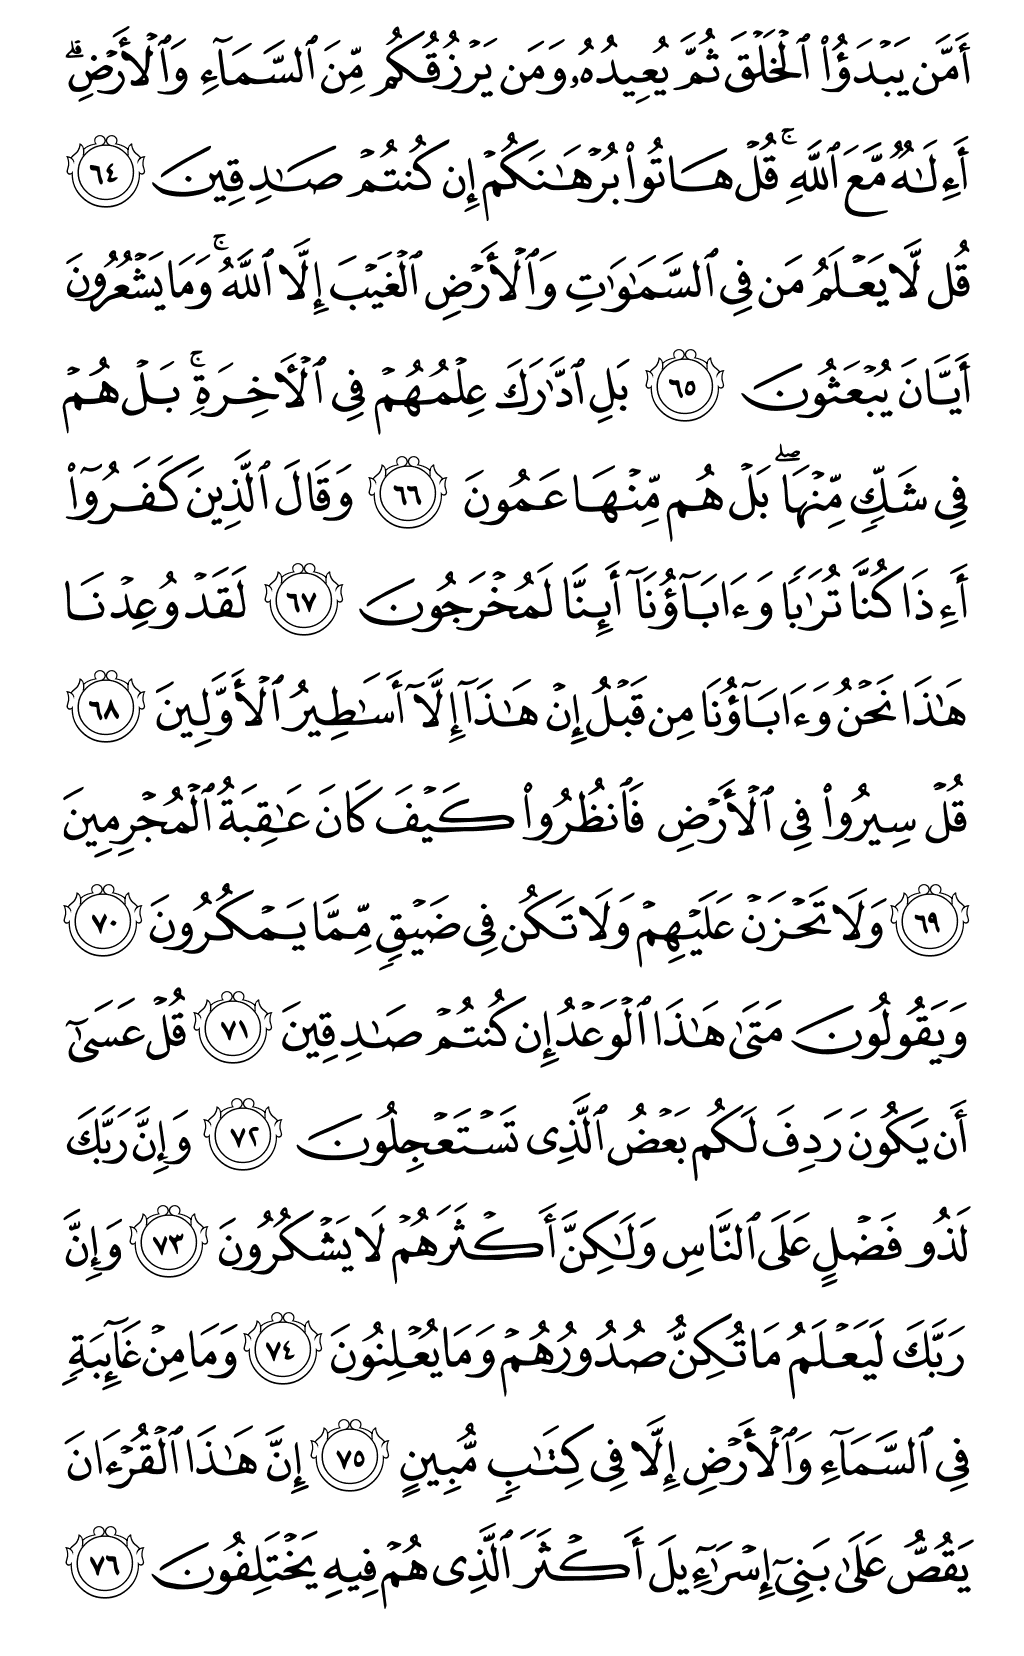 أَمَّن يَبْدَؤُا۟ ٱلْخَلْقَ ثُمَّ يُعِيدُهُۥ وَمَن يَرْزُقُكُم مِّنَ ٱلسَّمَآءِ وَٱلْأَرْضِ ۗ
أَءِلَـٰهٌ مَّعَ ٱللَّهِ ۚ قُلْ هَاتُوا۟ بُرْهَـٰنَكُمْ إِن كُنتُمْ صَـٰدِقِينَ ٦٤
قُل لَّا يَعْلَمُ مَن فِى ٱلسَّمَـٰوَٰتِ وَٱلْأَرْضِ ٱلْغَيْبَ إِلَّا ٱللَّهُ ۚ وَمَا يَشْعُرُونَ
أَيَّانَ يُبْعَثُونَ ٦٥ بَلِ ٱدَّٰرَكَ عِلْمُهُمْ فِى ٱلْـَٔاخِرَةِ ۚ بَلْ هُمْ
فِى شَكٍّ مِّنْهَا ۖ بَلْ هُم مِّنْهَا عَمُونَ ٦٦ وَقَالَ ٱلَّذِينَ كَفَرُوٓا۟
أَءِذَا كُنَّا تُرَٰبًا وَءَابَآؤُنَآ أَئِنَّا لَمُخْرَجُونَ ٦٧ لَقَدْ وُعِدْنَا
هَـٰذَا نَحْنُ وَءَابَآؤُنَا مِن قَبْلُ إِنْ هَـٰذَآ إِلَّآ أَسَـٰطِيرُ ٱلْأَوَّلِينَ ٦٨
قُلْ سِيرُوا۟ فِى ٱلْأَرْضِ فَٱنظُرُوا۟ كَيْفَ كَانَ عَـٰقِبَةُ ٱلْمُجْرِمِينَ
٦٩ وَلَا تَحْزَنْ عَلَيْهِمْ وَلَا تَكُن فِى ضَيْقٍ مِّمَّا يَمْكُرُونَ ٧٠
وَيَقُولُونَ مَتَىٰ هَـٰذَا ٱلْوَعْدُ إِن كُنتُمْ صَـٰدِقِينَ ٧١ قُلْ عَسَىٰٓ
أَن يَكُونَ رَدِفَ لَكُم بَعْضُ ٱلَّذِى تَسْتَعْجِلُونَ ٧٢ وَإِنَّ رَبَّكَ
لَذُو فَضْلٍ عَلَى ٱلنَّاسِ وَلَـٰكِنَّ أَكْثَرَهُمْ لَا يَشْكُرُونَ ٧٣ وَإِنَّ
رَبَّكَ لَيَعْلَمُ مَا تُكِنُّ صُدُورُهُمْ وَمَا يُعْلِنُونَ ٧٤ وَمَا مِنْ غَآئِبَةٍ
فِى ٱلسَّمَآءِ وَٱلْأَرْضِ إِلَّا فِى كِتَـٰبٍ مُّبِينٍ ٧٥ إِنَّ هَـٰذَا ٱلْقُرْءَانَ
يَقُصُّ عَلَىٰ بَنِىٓ إِسْرَٰٓءِيلَ أَكْثَرَ ٱلَّذِى هُمْ فِيهِ يَخْتَلِفُونَ ٧٦